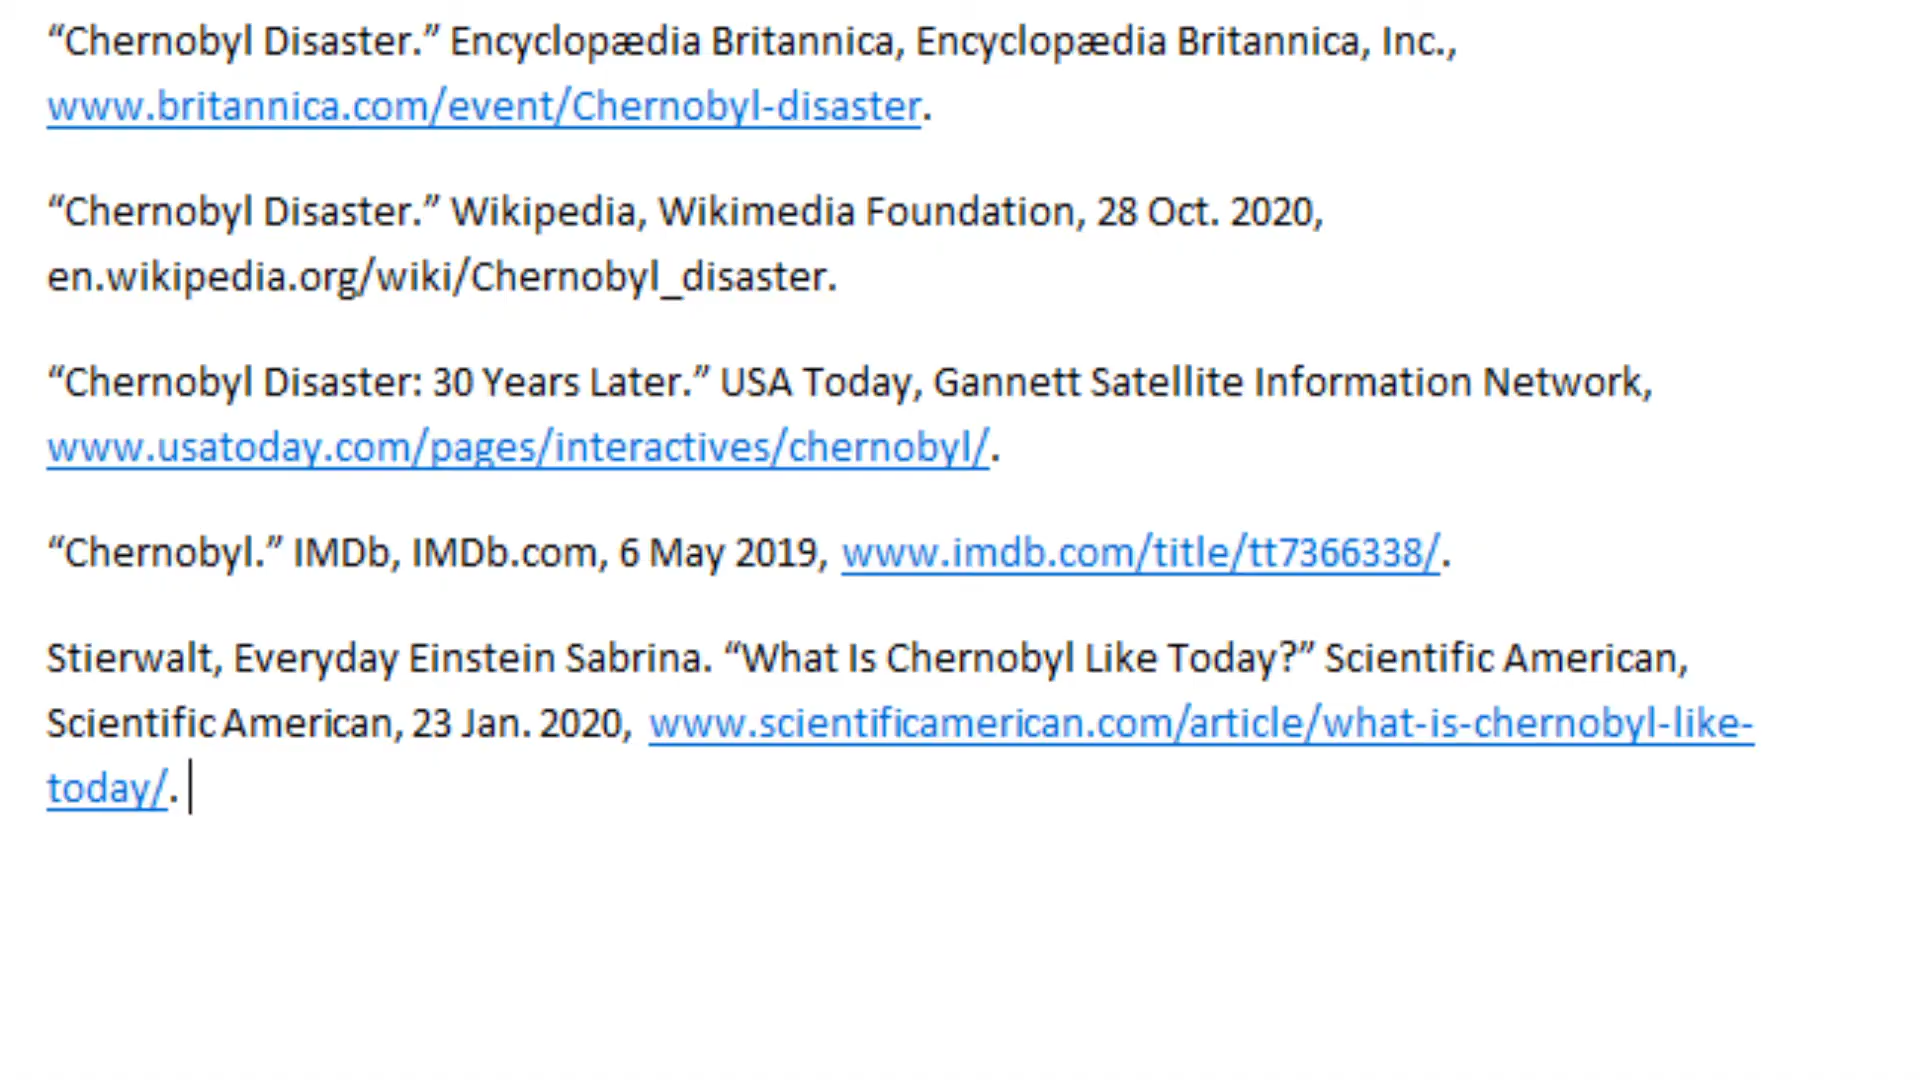 “Chernobyl Disaster.” Encyclopædia Britannica, Encyclopædia Britannica, Inc.,
www.britannica.com/event/Chernobyl-disaster.
“Chernobyl Disaster.” Wikipedia, Wikimedia Foundation, 28 Oct. 2020,
en.wikipedia.org/wiki/Chernobyl_disaster.
“Chernobyl Disaster: 30 Years Later.” USA Today, Gannett Satellite Information Network,
www.usatoday.com/pages/interactives/chernobyl/.
“Chernobyl.” IMDb, IMDb.com, 6 May 2019, www.imdb.com/title/tt7366338/.
Stierwalt, Everyday Einstein Sabrina. “What Is Chernobyl Like Today?” Scientific American,
Scientific American, 23 Jan. 2020, www.scientificamerican.com/article/what-is-chernobyl-like-
today/.